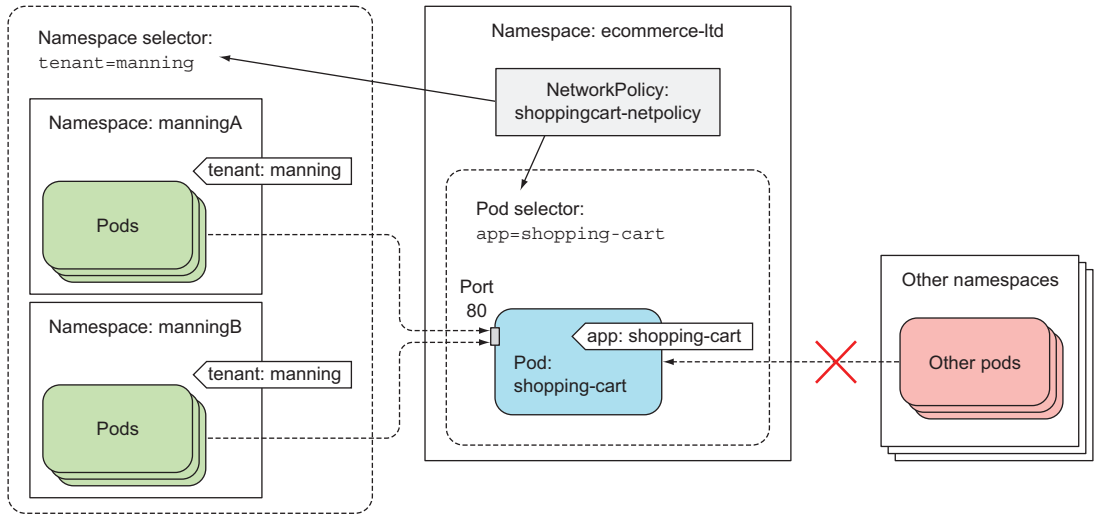 Namespace selector:
tenant=manning
Namespace: manningA
tenant: manning
Pods
Namespace: manningB
tenant: manning
Pods
Namespace: ecommerce-ltd
NetworkPolicy:
shoppingcart-netpolicy
Pod selector:
app=shopping-cart
Port
80
app: shopping-cart
Pod:
shopping-cart
Other namespaces
Other pods